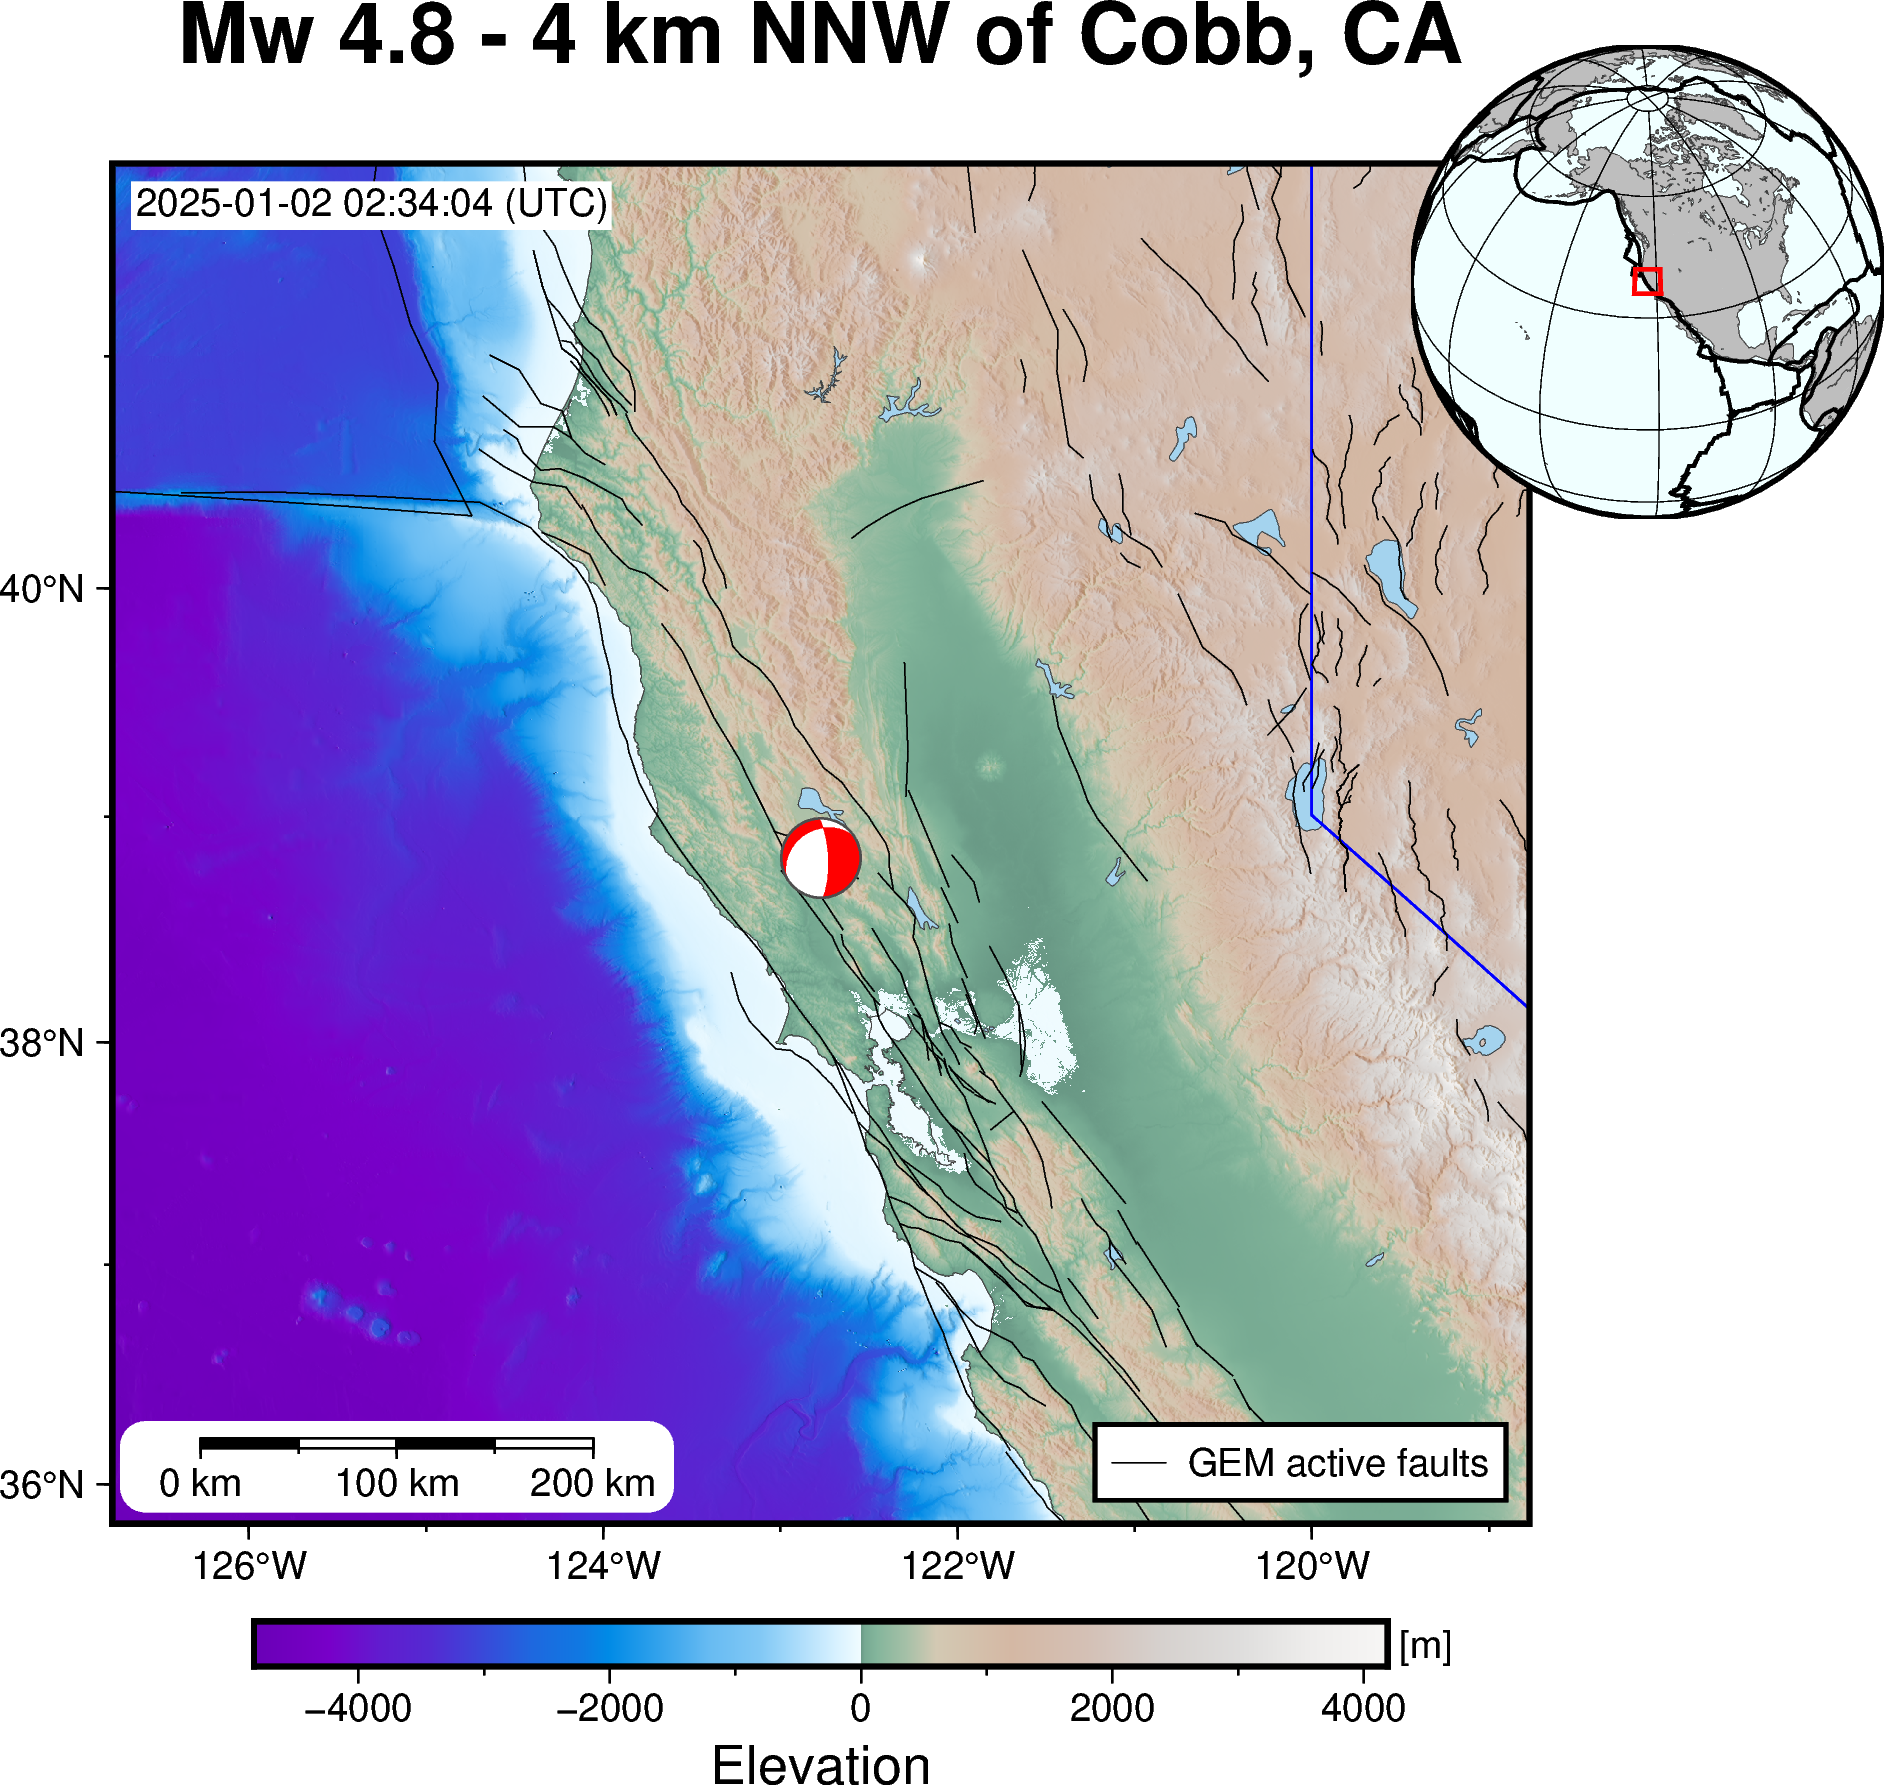 Mw 4.8 - 4 km NNW of Cobb, CA
2025-01-02 02:34:04 (UTC)
40°N
38°N
36°N
0 km 100 km 200 km
GEM active faults
126°W 124°W 122°W 120°W
[m]
−4000 −2000 0 2000 4000
Elevation